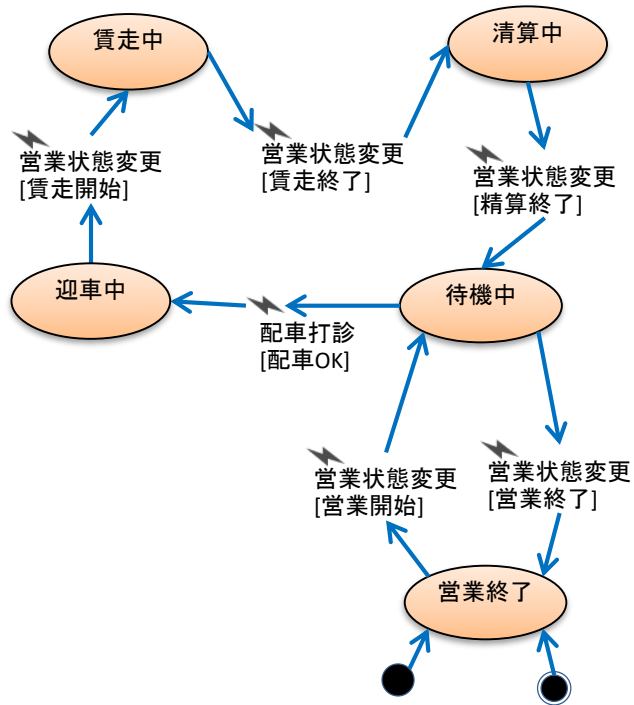 賃走中
清算中
営業状態変更
[賃走開始]
営業状態変更
[賃走終了]
営業状態変更
[精算終了]
迎車中
待機中
配車打診
[配車OK]
営業状態変更
[営業開始]
営業状態変更
[営業終了]
営業終了